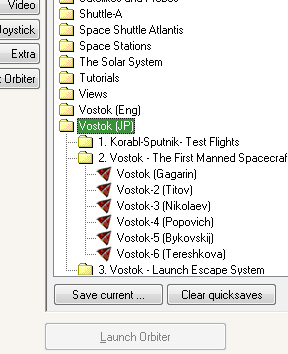 Video
Shuttle-A
Joystick
Space Shuttle Atlantis
Space Stations
Extra
The Solar System
Tutorials
Orbiter
Views
Vostok (Eng)
Vostok (JP)
1. Korabl-Sputnik- Test Flights
2. Vostok - The First Manned Spacecraf
Vostok (Gagarin)
Vostok-2 (Titov)
Vostok-3 (Nikolaev)
Vostok-4 (Popovich)
Vostok-5 (Bykovskij)
Vostok-6 (Tereshkova)
3. Vostok - Launch Escape System
Save current ...
Clear quicksaves
Launch Orbiter